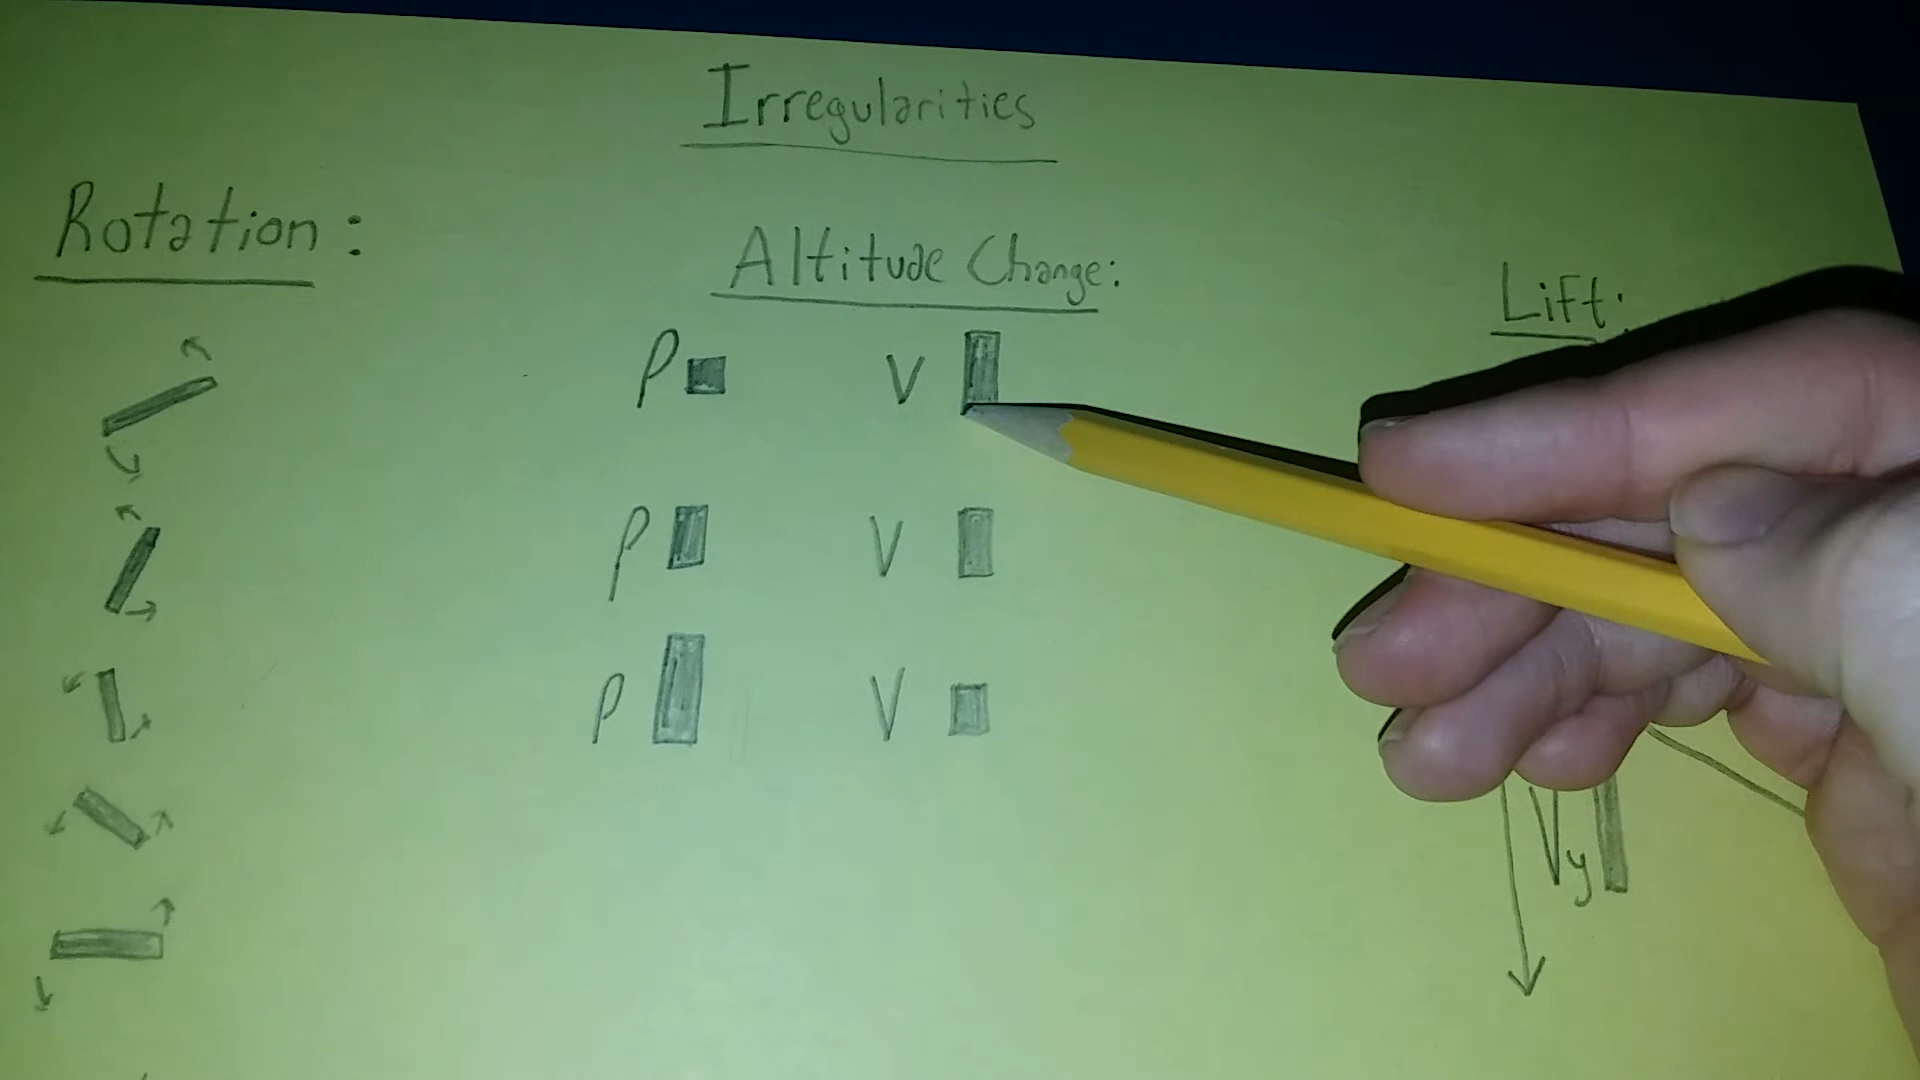 Irregularities
Rotation:
Altitude Change:
Lift:
ρ V
ρ V
ρ V
Vy